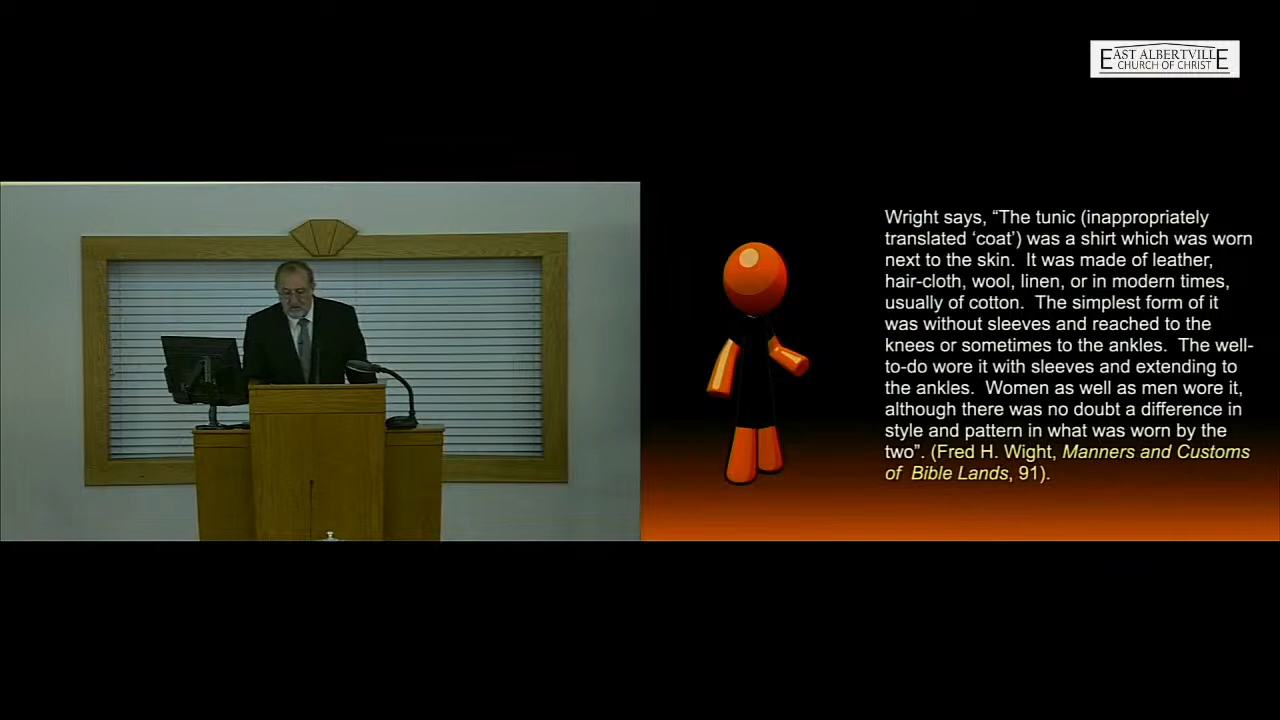 EAST ALBERTVILLE
CHURCH OF CHRIST
Wright says, “The tunic (inappropriately
translated ‘coat’) was a shirt which was worn
next to the skin.  It was made of leather,
hair-cloth, wool, linen, or in modern times,
usually of cotton.  The simplest form of it
was without sleeves and reached to the
knees or sometimes to the ankles.  The well-
to-do wore it with sleeves and extending to
the ankles.  Women as well as men wore it,
although there was no doubt a difference in
style and pattern in what was worn by the
two”. (Fred H. Wight, Manners and Customs
of  Bible Lands, 91).